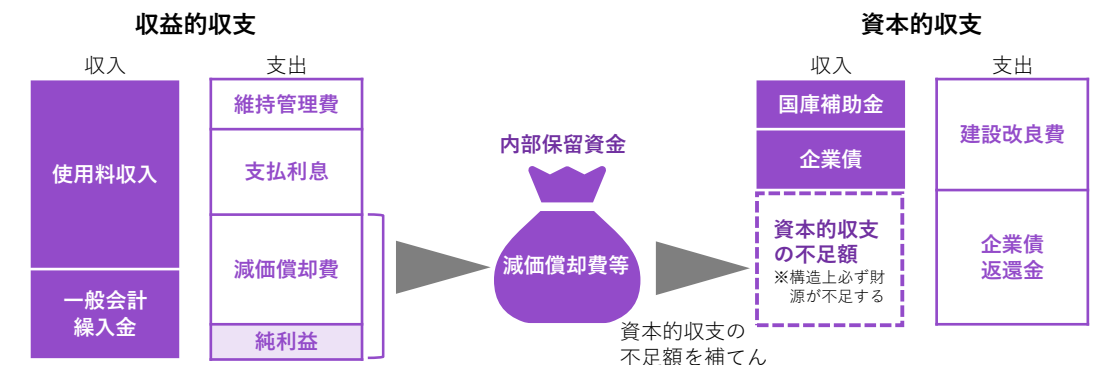 収益的収支
収入
支出
使用料収入
一般会計
繰入金
維持管理費
支払利息
減価償却費
純利益
内部保留資金
減価償却費等
資本的収支の
不足額を補てん
資本的収支
収入
支出
国庫補助金
企業債
資本的収支
の不足額
※構造上必ず財
源が不足する
建設改良費
企業債
返還金